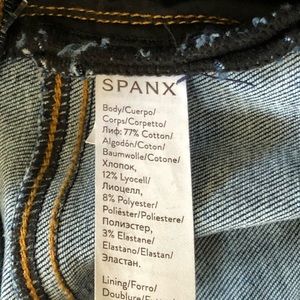 SPANX
Body/Cuerpo/
Corps/Corpetto/
Лиф: 77% Cotton/
Algodón/Coton/
Baumwolle/Cotone/
Хлопок,
12% Lyocell/
Лиоцелл,
8% Polyester/
Poliéster/Poliestere/
Полиэстер,
3% Elastane/
Elastano/Elastan/
Эластан.
Lining/Forro/
Doublure/